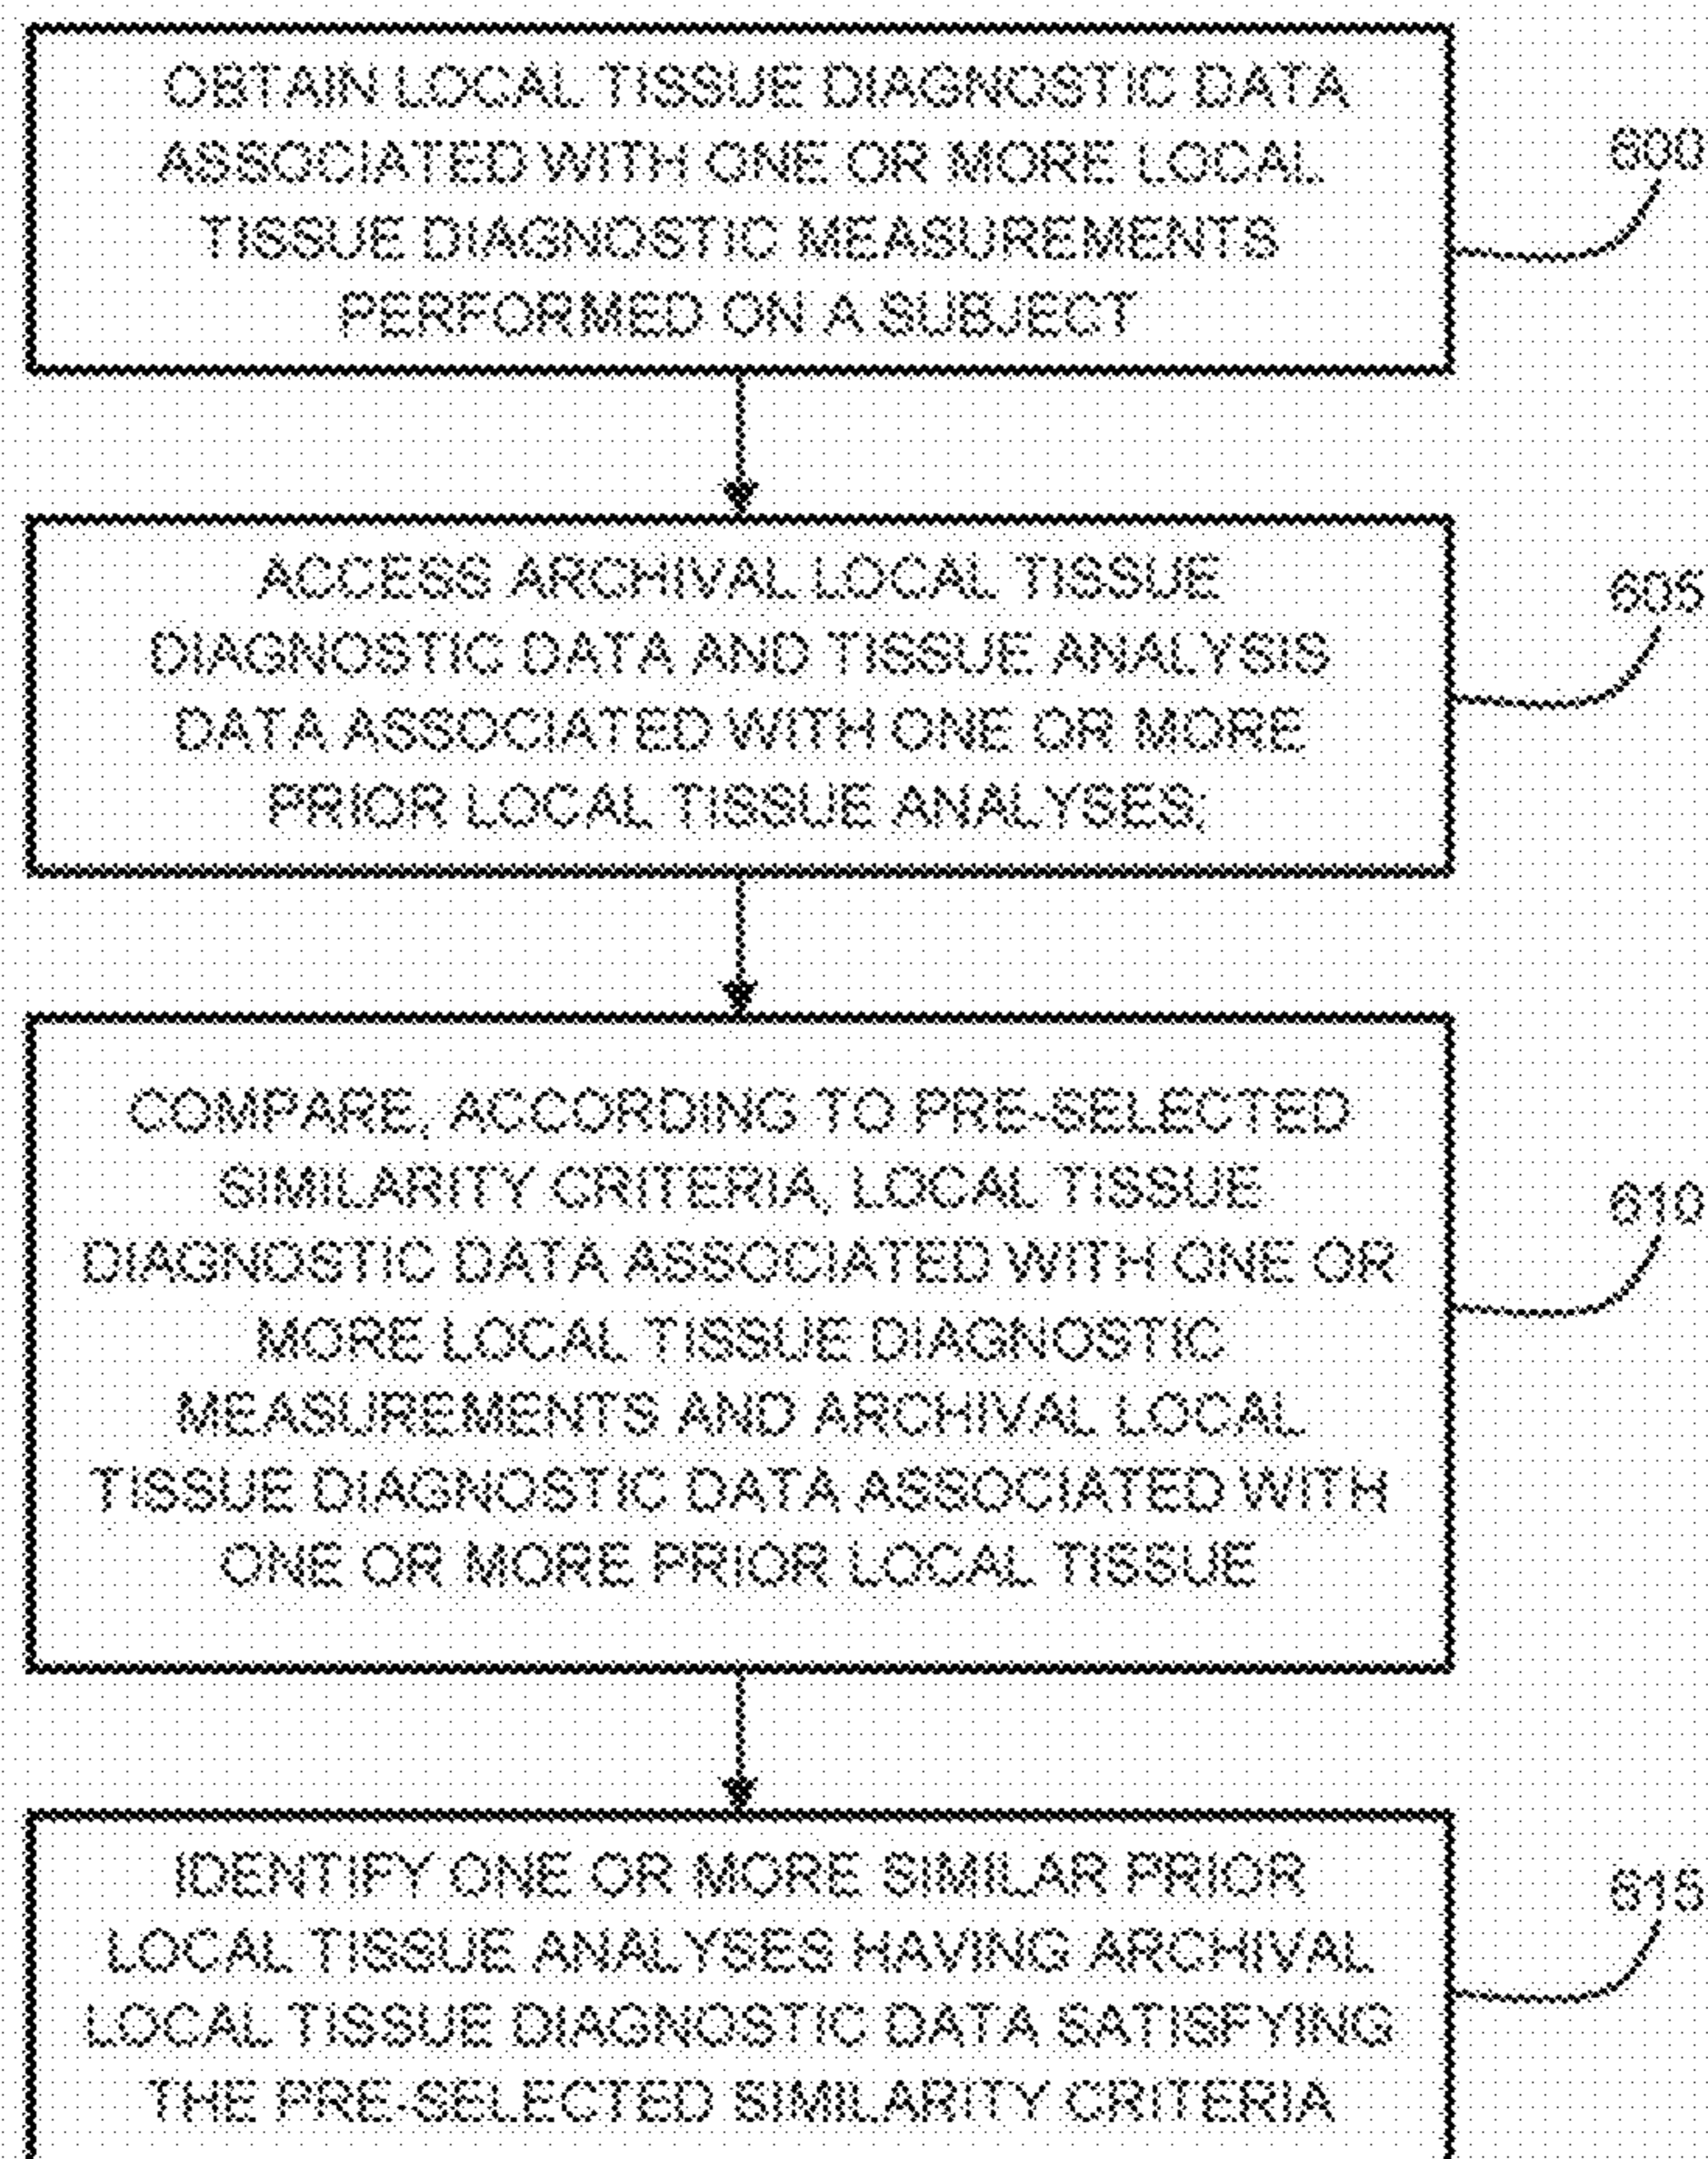 OBTAIN LOCAL TISSUE DIAGNOSTIC DATA
ASSOCIATED WITH ONE OR MORE LOCAL
TISSUE DIAGNOSTIC MEASUREMENTS
PERFORMED ON A SUBJECT
600
ACCESS ARCHIVAL LOCAL TISSUE
DIAGNOSTIC DATA AND TISSUE ANALYSIS
DATA ASSOCIATED WITH ONE OR MORE
PRIOR LOCAL TISSUE ANALYSES;
605
COMPARE, ACCORDING TO PRE-SELECTED
SIMILARITY CRITERIA, LOCAL TISSUE
DIAGNOSTIC DATA ASSOCIATED WITH ONE OR
MORE LOCAL TISSUE DIAGNOSTIC
MEASUREMENTS AND ARCHIVAL LOCAL
TISSUE DIAGNOSTIC DATA ASSOCIATED WITH
ONE OR MORE PRIOR LOCAL TISSUE
610
IDENTIFY ONE OR MORE SIMILAR PRIOR
LOCAL TISSUE ANALYSES HAVING ARCHIVAL
LOCAL TISSUE DIAGNOSTIC DATA SATISFYING
THE PRE-SELECTED SIMILARITY CRITERIA
615